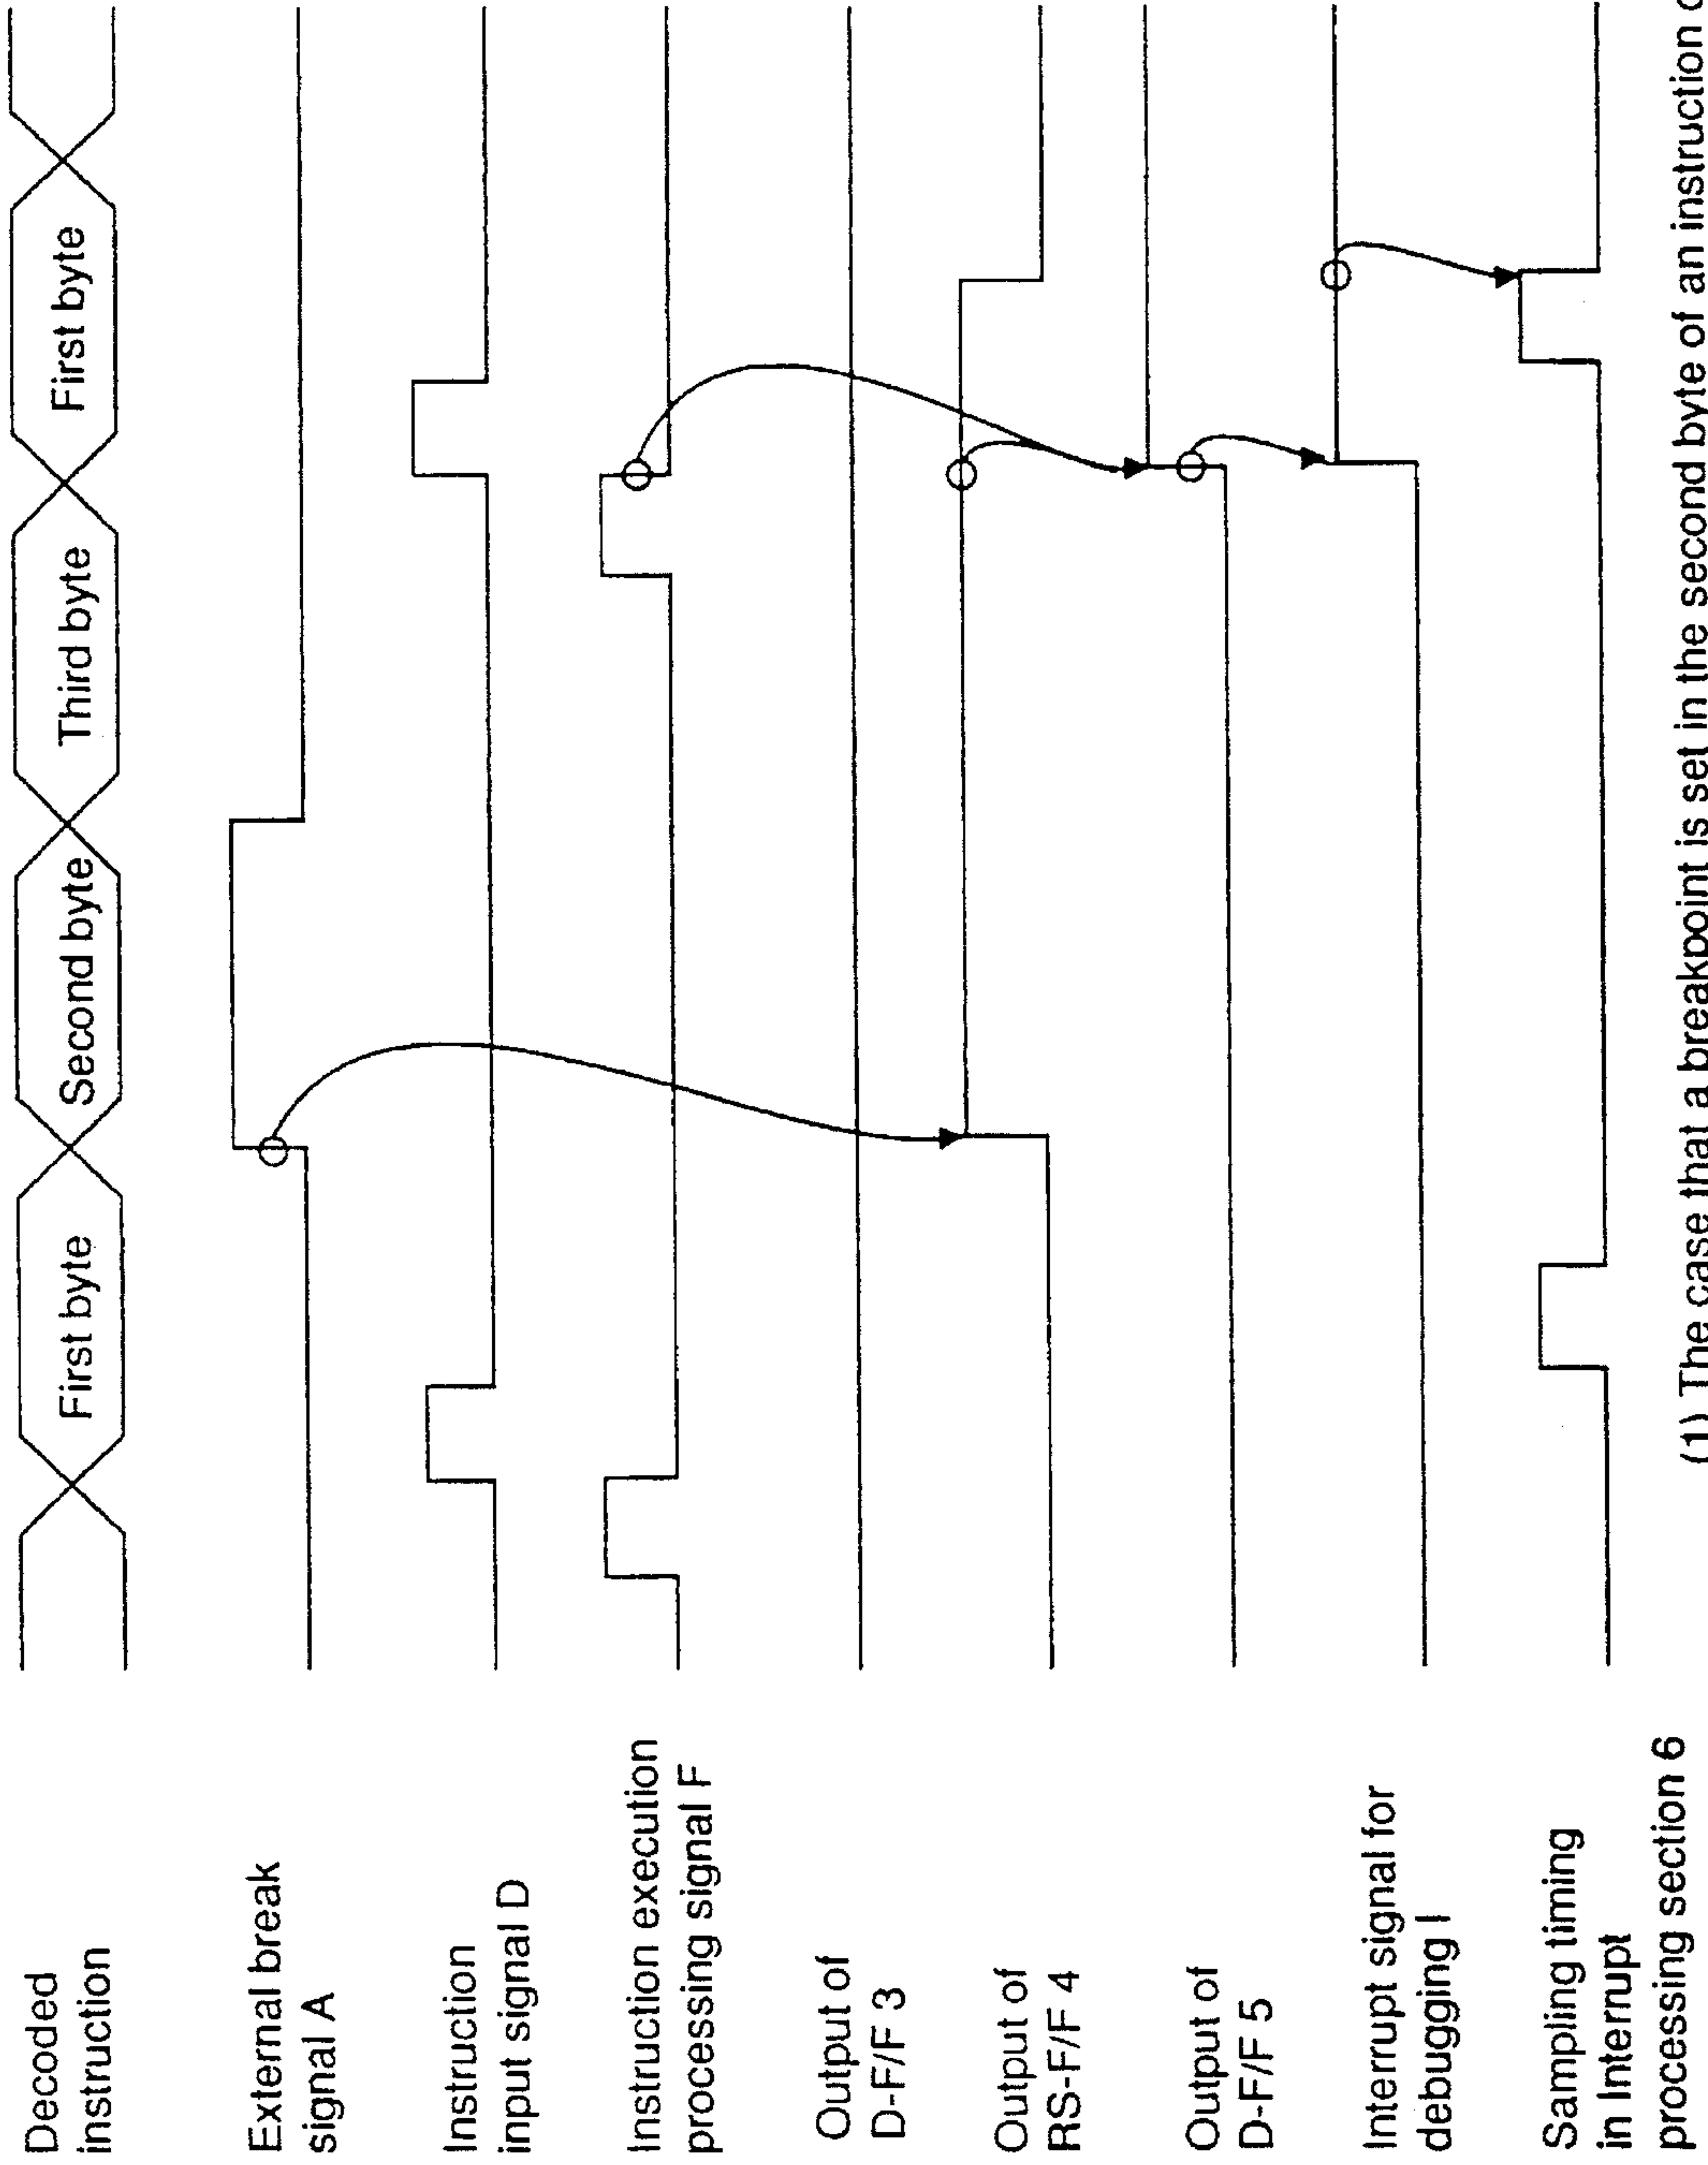 Decoded
instruction
First byte
Second byte
Third byte
First byte
External break
signal A
Instruction
input signal D
Instruction execution
processing signal F
Output of
D-F/F 3
Output of
RS-F/F 4
Output of
D-F/F 5
Interrupt signal for
debugging I
Sampling timing
in Interrupt
processing section 6
(1) The case that a breakpoint is set in the second byte of an instruction